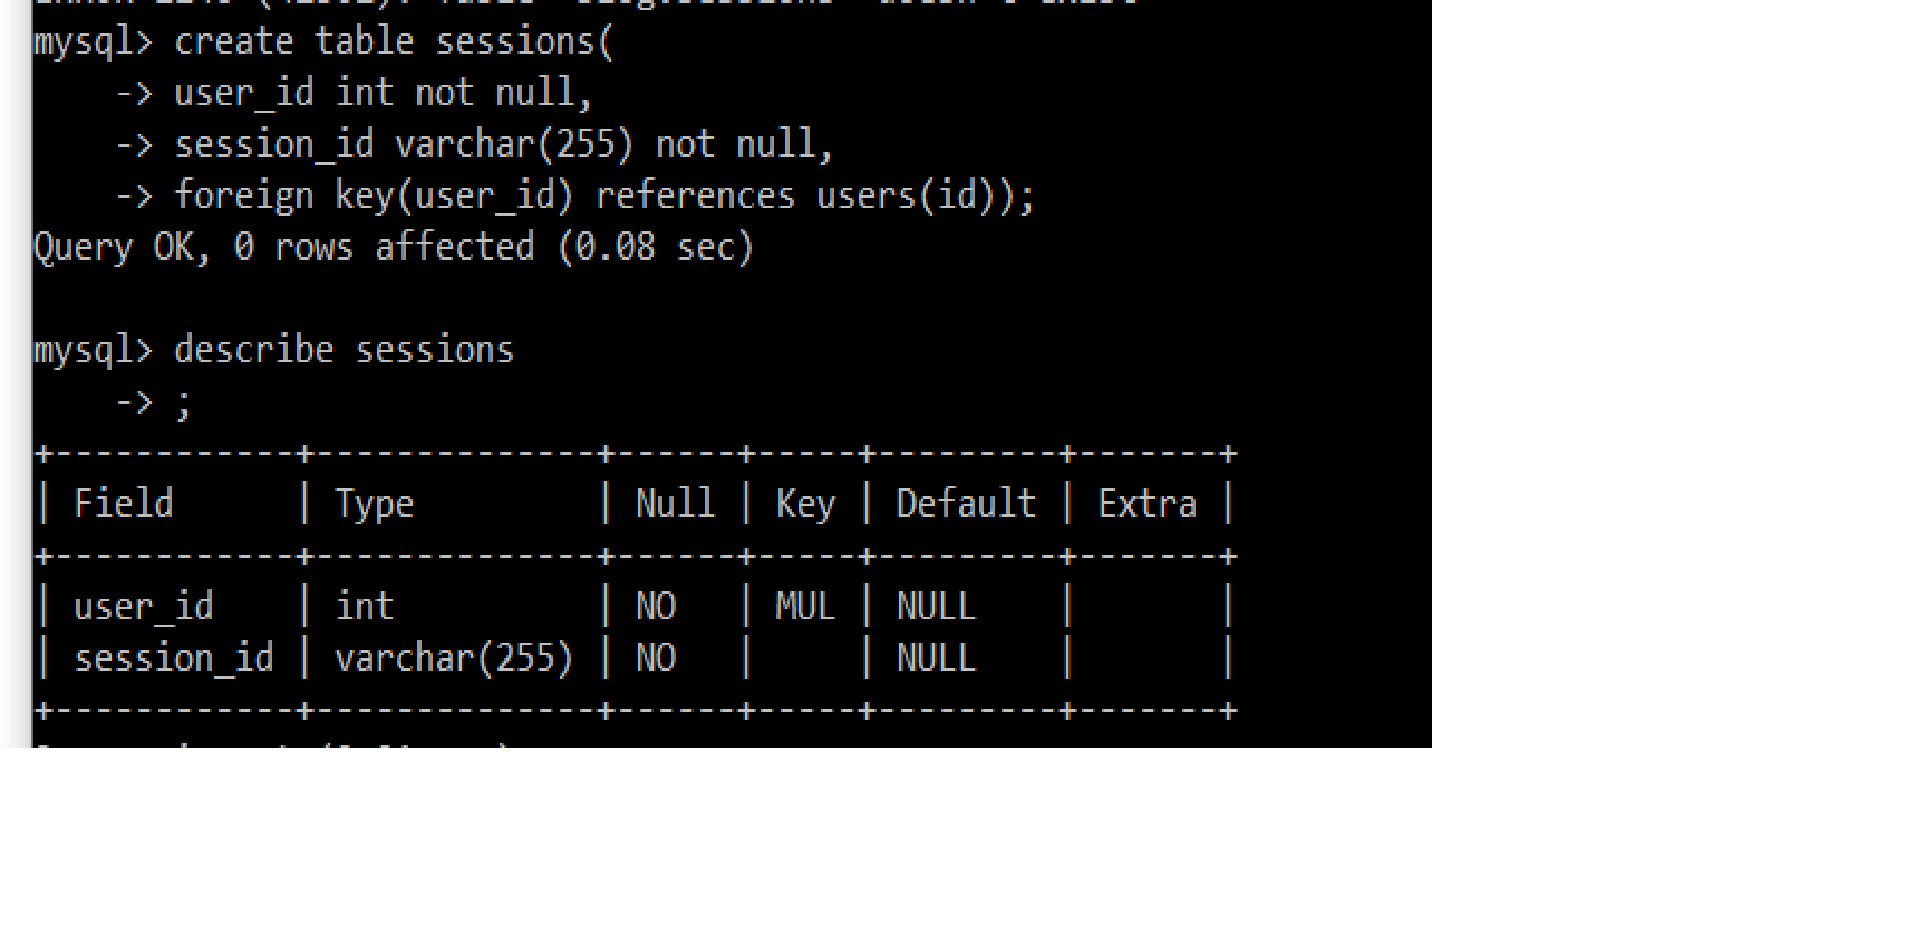 mysql> create table sessions(
    -> user_id int not null,
    -> session_id varchar(255) not null,
    -> foreign key(user_id) references users(id));
Query OK, 0 rows affected (0.08 sec)
mysql> describe sessions
    -> ;
+------------+--------------+------+-----+---------+-------+
| Field      | Type         | Null | Key | Default | Extra |
+------------+--------------+------+-----+---------+-------+
| user_id    | int          | NO   | MUL | NULL    |       |
| session_id | varchar(255) | NO   |     | NULL    |       |
+------------+--------------+------+-----+---------+-------+